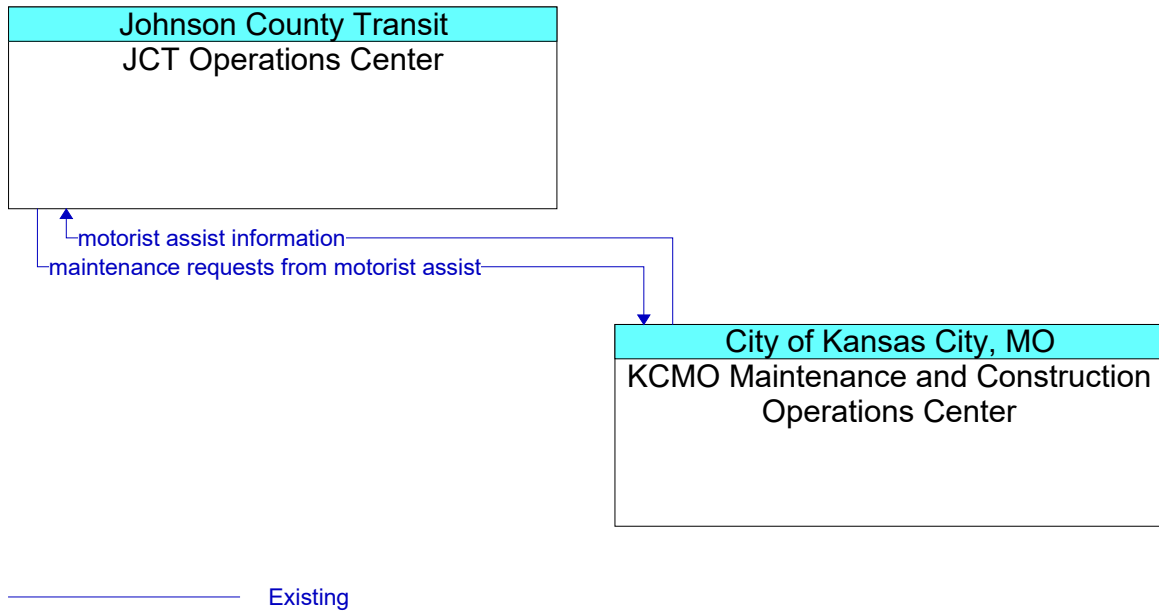 Johnson County Transit
JCT Operations Center
motorist assist information
maintenance requests from motorist assist
City of Kansas City, MO
KCMO Maintenance and Construction
Operations Center
Existing